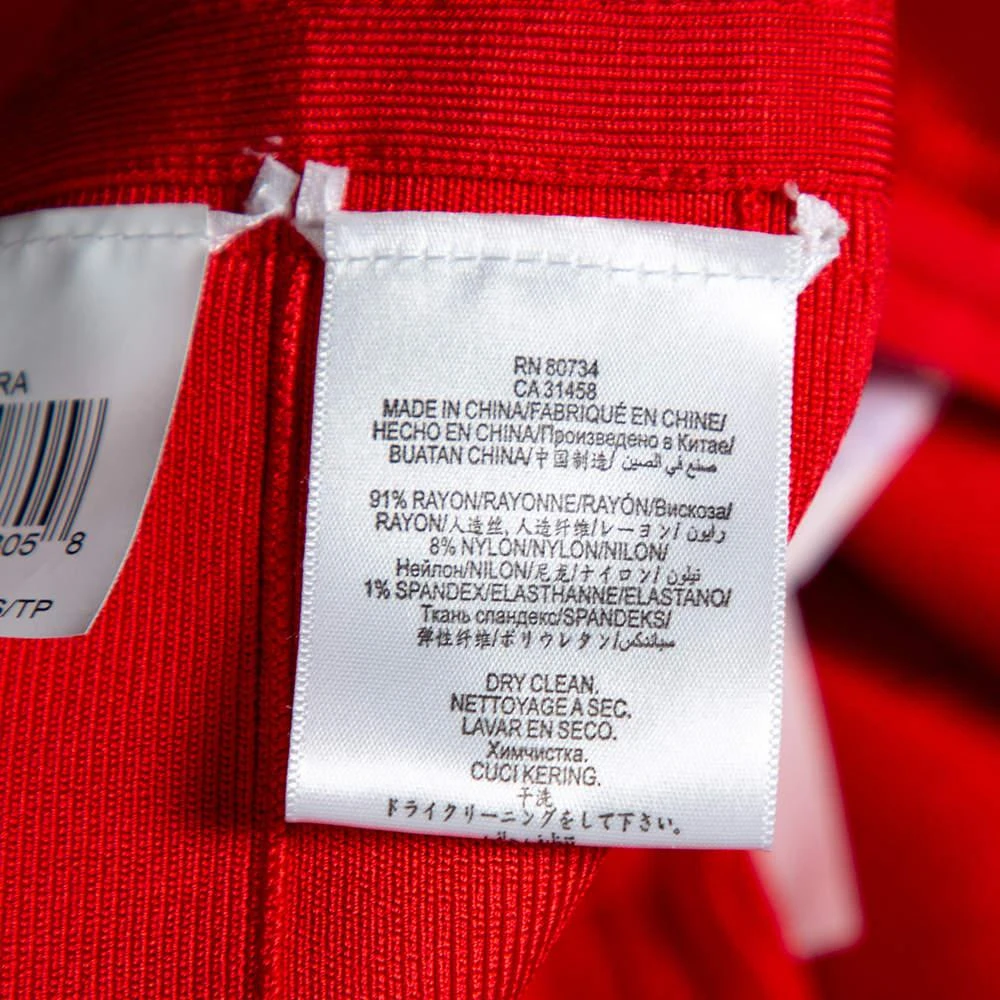 RA
805 8
S/TP
RN 80734
CA 31458
MADE IN CHINA/FABRIQUÉ EN CHINE/
HECHO EN CHINA/Произведено в Китае/
BUATAN CHINA/中国制造/ صنع في الصين
91% RAYON/RAYONNE/RAYÓN/Вискоза/
RAYON/人造丝, 人造纤维/レーヨン/ رايون
8% NYLON/NYLON/NILON/
Нейлон/NILON/尼龙/ナイロン/ نيلون
1% SPANDEX/ELASTHANNE/ELASTANO/
Ткань спандекс/SPANDEKS/
弹性纤维/ポリウレタン/سباندكس
DRY CLEAN.
NETTOYAGE A SEC.
LAVAR EN SECO.
Химчистка.
CUCI KERING.
干洗
ドライクリーニングをして下さい。